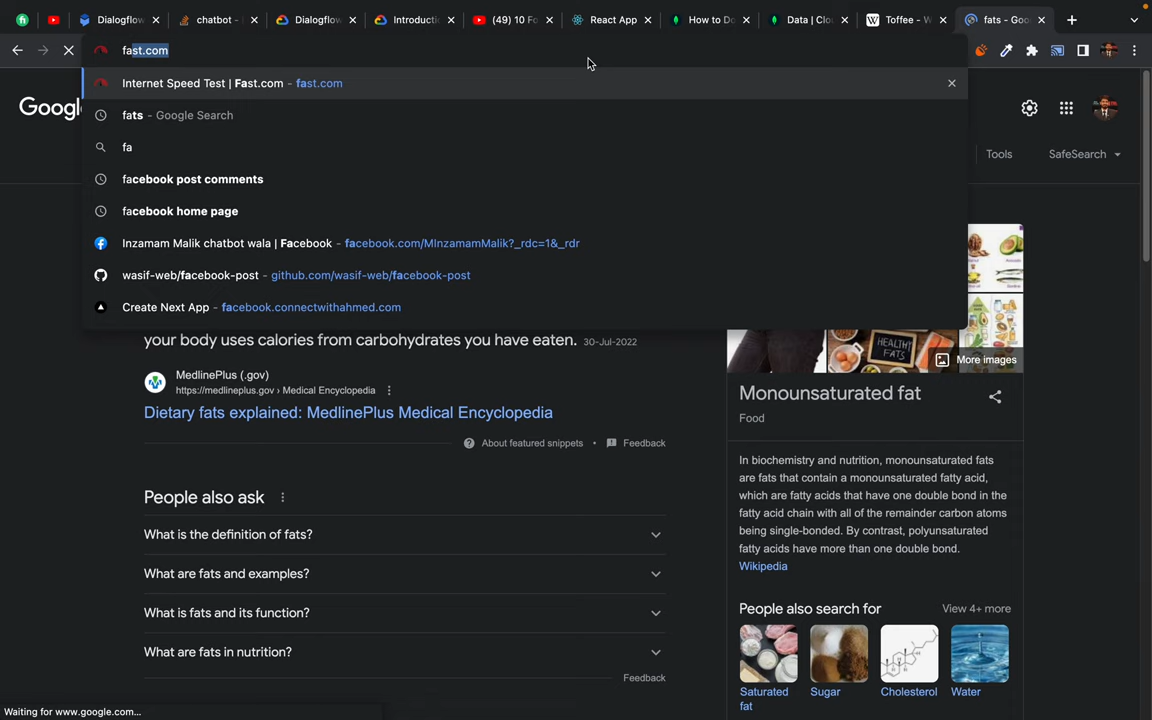 Dialogflow
chatbot -
Dialogflow
Introducti
(49) 10 Fo
React App
How to Do
Data | Clou
Toffee - W
fats - Goo
fast.com
Internet Speed Test | Fast.com - fast.com
fats - Google Search
fa
facebook post comments
facebook home page
Inzamam Malik chatbot wala | Facebook - facebook.com/MInzamamMalik?_rdc=1&_rdr
wasif-web/facebook-post - github.com/wasif-web/facebook-post
Create Next App - facebook.connectwithahmed.com
Googl
Tools
SafeSearch
your body uses calories from carbohydrates you have eaten. 30-Jul-2022
MedlinePlus (.gov)
https://medlineplus.gov › Medical Encyclopedia
Dietary fats explained: MedlinePlus Medical Encyclopedia
About featured snippets • Feedback
People also ask
What is the definition of fats?
What are fats and examples?
What is fats and its function?
What are fats in nutrition?
Feedback
HEALTHY
FATS
More images
Monounsaturated fat
Food
In biochemistry and nutrition, monounsaturated fats
are fats that contain a monounsaturated fatty acid,
which are fatty acids that have one double bond in the
fatty acid chain with all of the remainder carbon atoms
being single-bonded. By contrast, polyunsaturated
fatty acids have more than one double bond.
Wikipedia
People also search for
View 4+ more
Saturated
fat
Sugar
Cholesterol
Water
Waiting for www.google.com...